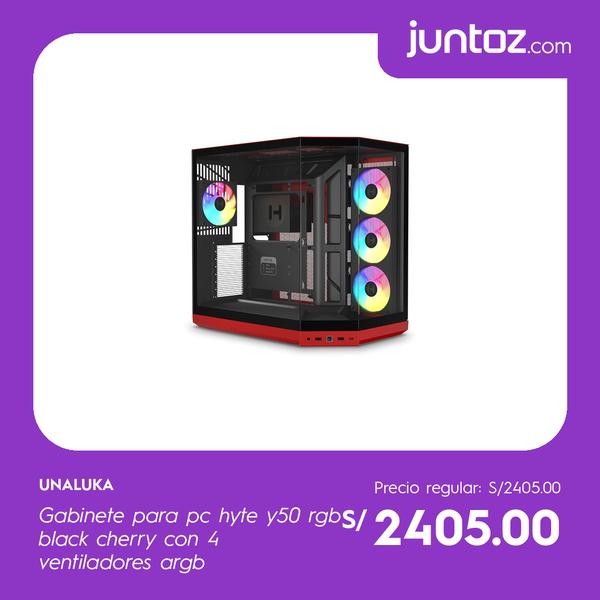 juntoz.com
UNALUKA
Gabinete para pc hyte y50 rgb
black cherry con 4
ventiladores argb
Precio regular: S/2405.00
S/ 2405.00